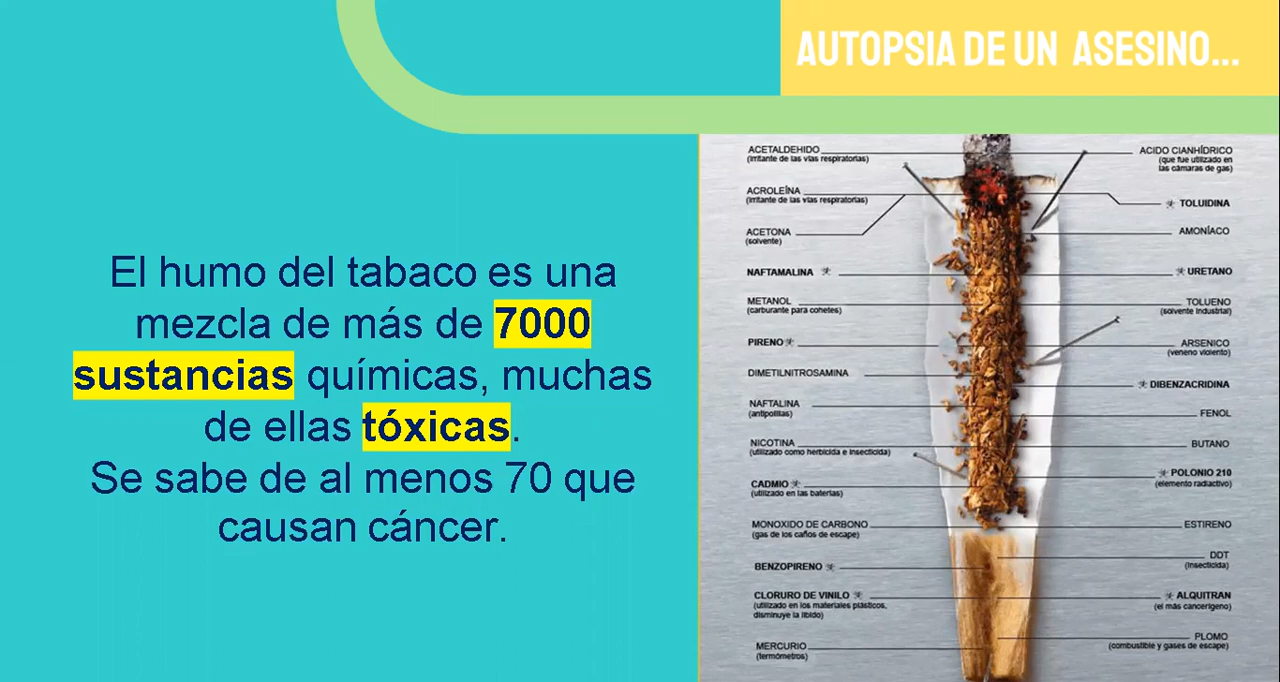 AUTOPSIA DE UN ASESINO...
El humo del tabaco es una
mezcla de más de 7000
sustancias químicas, muchas
de ellas tóxicas.
Se sabe de al menos 70 que
causan cáncer.
ACETALDEHIDO
(irritante de las vías respiratorias)
ACROLEÍNA
(irritante de las vías respiratorias)
ACETONA
(solvente)
NAFTAMALINA
METANOL
(carburante para cohetes)
PIRENO
DIMETILNITROSAMINA
NAFTALINA
(antipolillas)
NICOTINA
(utilizado como herbicida e insecticida)
CADMIO
(utilizado en las baterías)
MONOXIDO DE CARBONO
(gas de los caños de escape)
BENZOPIRENO
CLORURO DE VINILO
(utilizado en los materiales plásticos,
disminuye la libido)
MERCURIO
(termómetros)
ACIDO CIANHÍDRICO
(que fue utilizado en
las cámaras de gas)
TOLUIDINA
AMONÍACO
URETANO
TOLUENO
(solvente industrial)
ARSENICO
(veneno violento)
DIBENZACRIDINA
FENOL
BUTANO
POLONIO 210
(elemento radiactivo)
ESTIRENO
DDT
(insecticida)
ALQUITRAN
(el más cancerígeno)
PLOMO
(combustible y gases de escape)